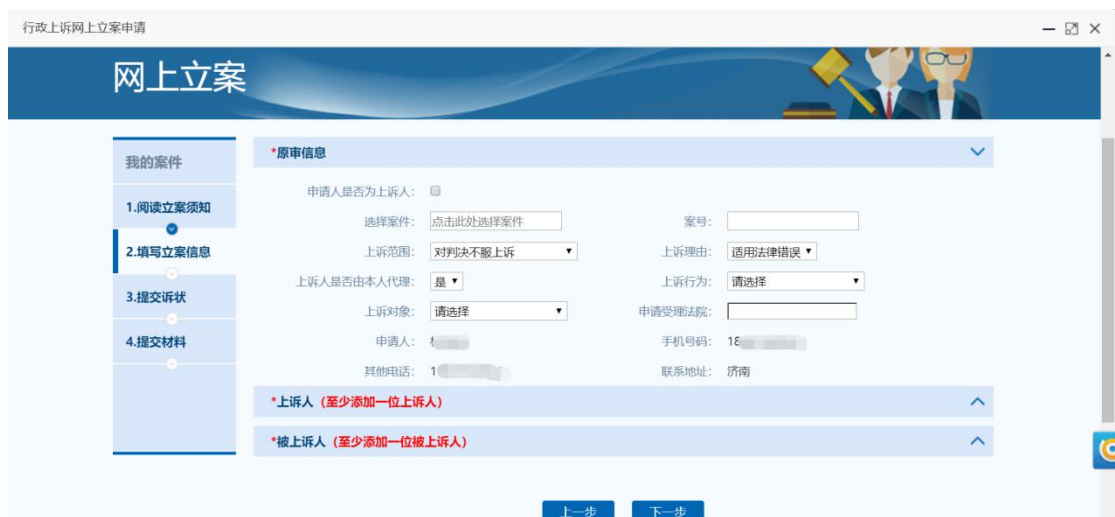 行政上诉网上立案申请
网上立案
我的案件
1.阅读立案须知
2.填写立案信息
3.提交诉状
4.提交材料
*原审信息
申请人是否为上诉人：
选择案件： 点击此处选择案件 案号：
上诉范围： 对判决不服上诉 上诉理由： 适用法律错误
上诉人是否由本人代理： 是 上诉行为： 请选择
上诉对象： 请选择 申请受理法院：
申请人： 手机号码： 18
其他电话： 1 联系地址： 济南
*上诉人（至少添加一位上诉人）
*被上诉人（至少添加一位被上诉人）
上一步 下一步